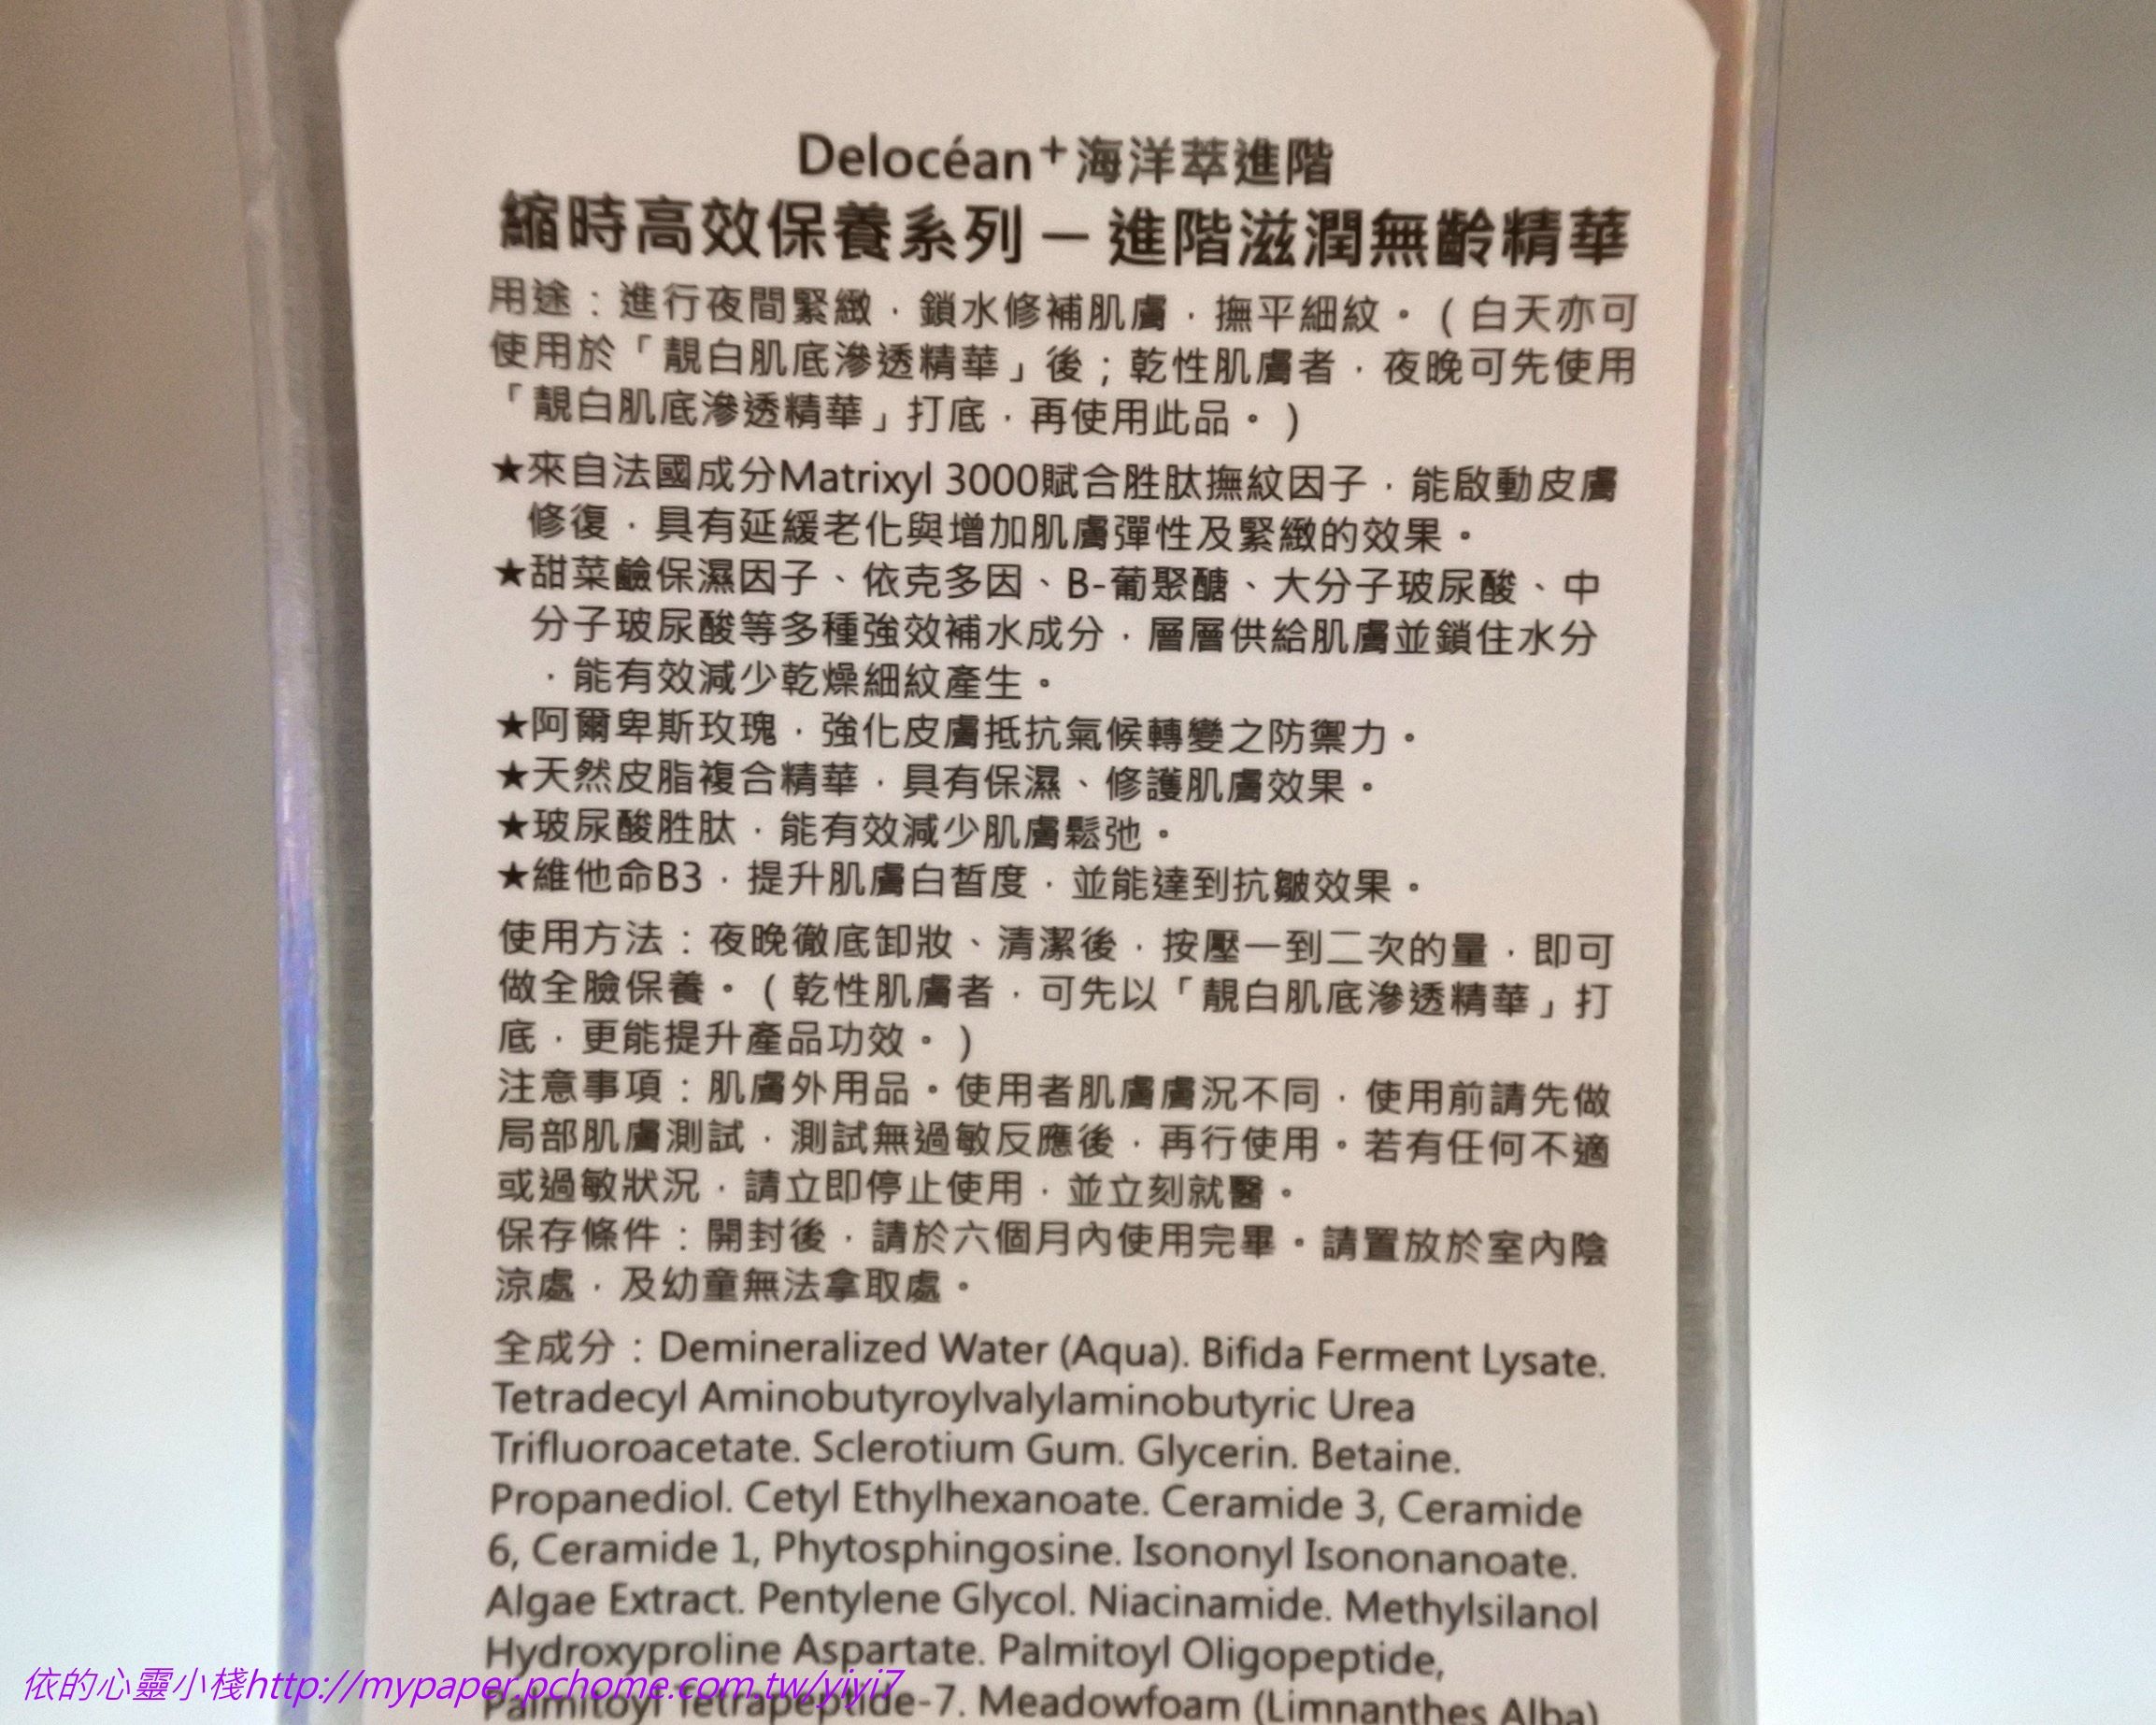 Delocéan⁺海洋萃進階
縮時高效保養系列 － 進階滋潤無齡精華
用途：進行夜間緊緻，鎖水修補肌膚，撫平細紋。（白天亦可
使用於「靚白肌底滲透精華」後；乾性肌膚者，夜晚可先使用
「靚白肌底滲透精華」打底，再使用此品。）
★來自法國成分Matrixyl 3000賦合胜肽撫紋因子，能啟動皮膚
修復，具有延緩老化與增加肌膚彈性及緊緻的效果。
★甜菜鹼保濕因子、依克多因、B-葡聚醣、大分子玻尿酸、中
分子玻尿酸等多種強效補水成分，層層供給肌膚並鎖住水分
，能有效減少乾燥細紋產生。
★阿爾卑斯玫瑰，強化皮膚抵抗氣候轉變之防禦力。
★天然皮脂複合精華，具有保濕、修護肌膚效果。
★玻尿酸胜肽，能有效減少肌膚鬆弛。
★維他命B3，提升肌膚白皙度，並能達到抗皺效果。
使用方法：夜晚徹底卸妝、清潔後，按壓一到二次的量，即可
做全臉保養。（乾性肌膚者，可先以「靚白肌底滲透精華」打
底，更能提升產品功效。）
注意事項：肌膚外用品。使用者肌膚膚況不同，使用前請先做
局部肌膚測試，測試無過敏反應後，再行使用。若有任何不適
或過敏狀況，請立即停止使用，並立刻就醫。
保存條件：開封後，請於六個月內使用完畢。請置放於室內陰
涼處，及幼童無法拿取處。
全成分：Demineralized Water (Aqua). Bifida Ferment Lysate.
Tetradecyl Aminobutyroylvalylaminobutyric Urea
Trifluoroacetate. Sclerotium Gum. Glycerin. Betaine.
Propanediol. Cetyl Ethylhexanoate. Ceramide 3, Ceramide
6, Ceramide 1, Phytosphingosine. Isononyl Isononanoate.
Algae Extract. Pentylene Glycol. Niacinamide. Methylsilanol
Hydroxyproline Aspartate. Palmitoyl Oligopeptide,
Palmitoyl Tetrapeptide-7. Meadowfoam (Limnanthes Alba)
依的心靈小棧http://mypaper.pchome.com.tw/yiyi7